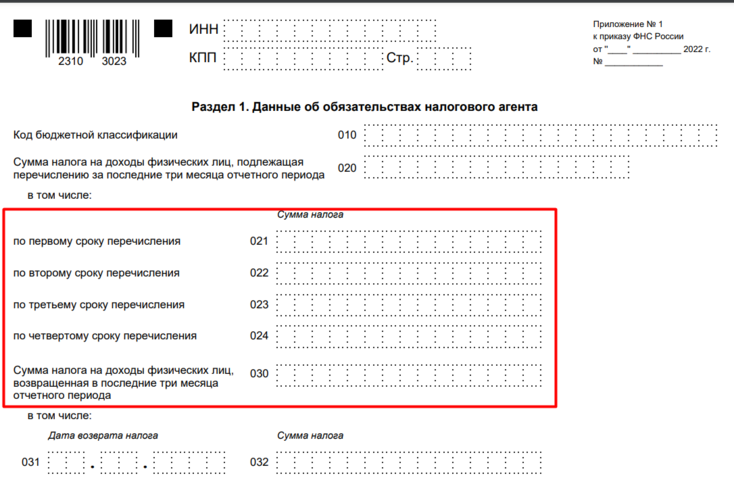 ИНН
КПП Стр.
2310 3023
Приложение № 1
к приказу ФНС России
от "____" __________ 2022 г.
№ ____________
Раздел 1. Данные об обязательствах налогового агента
Код бюджетной классификации 010
Сумма налога на доходы физических лиц, подлежащая
перечислению за последние три месяца отчетного периода 020
в том числе:
Сумма налога
по первому сроку перечисления 021
по второму сроку перечисления 022
по третьему сроку перечисления 023
по четвертому сроку перечисления 024
Сумма налога на доходы физических лиц,
возвращенная в последние три месяца 030
отчетного периода
в том числе:
Дата возврата налога Сумма налога
031 . . 032